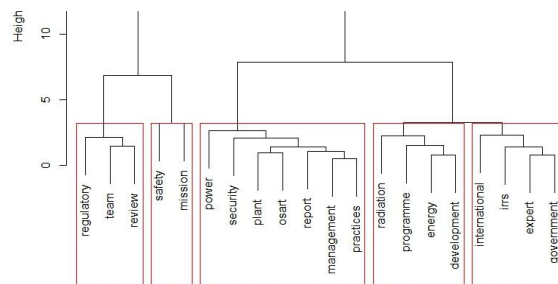 Heigh
10
5
0
regulatory
team
review
safety
mission
power
security
plant
osart
report
management
practices
radiation
programme
energy
development
international
irrs
expert
government